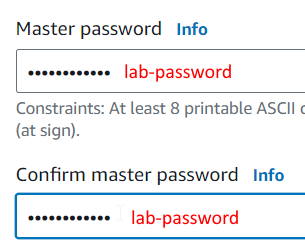 Master password Info
•••••••••••• lab-password
Constraints: At least 8 printable ASCII
(at sign).
Confirm master password Info
•••••••••••• lab-password